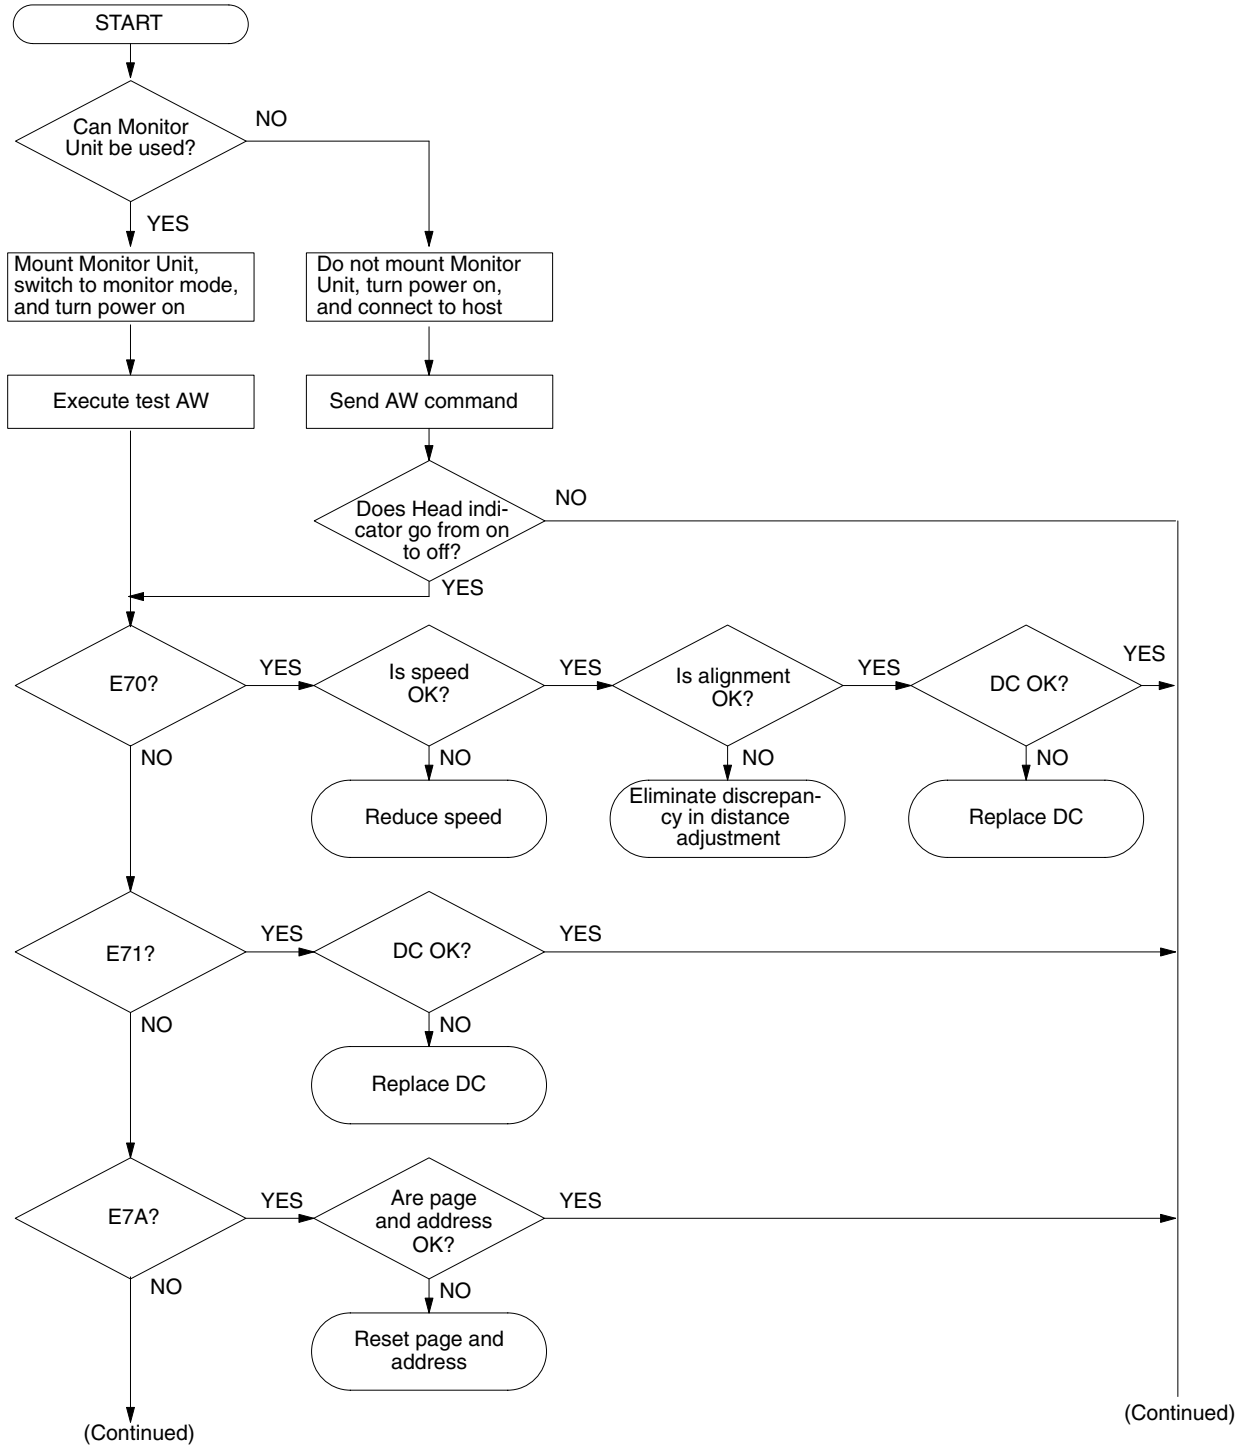 START
Can Monitor
Unit be used?
NO
YES
Mount Monitor Unit,
switch to monitor mode,
and turn power on
Do not mount Monitor
Unit, turn power on,
and connect to host
Execute test AW
Send AW command
Does Head indi-
cator go from on
to off?
NO
YES
E70?
YES
Is speed
OK?
YES
Is alignment
OK?
YES
DC OK?
YES
NO
NO
NO
NO
Reduce speed
Eliminate discrepan-
cy in distance
adjustment
Replace DC
E71?
YES
DC OK?
YES
NO
NO
Replace DC
E7A?
YES
Are page
and address
OK?
YES
NO
NO
Reset page and
address
(Continued)
(Continued)